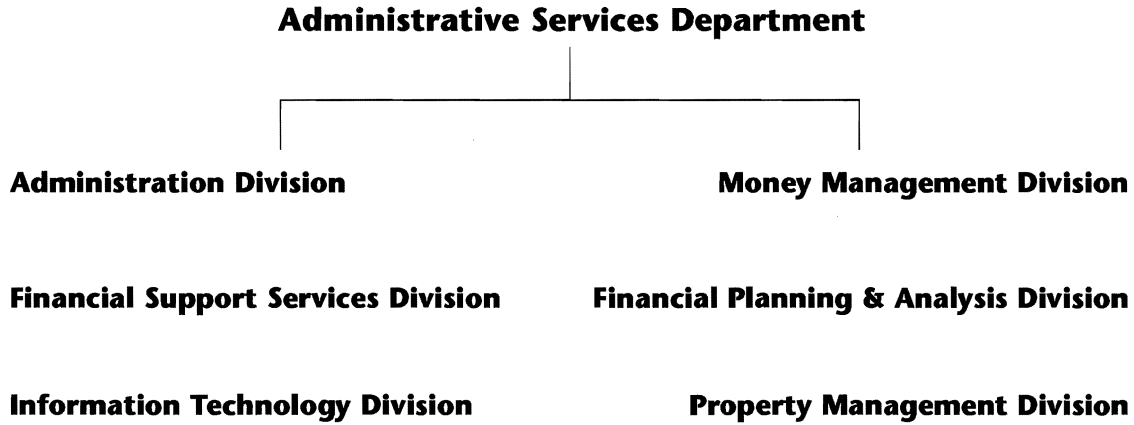 Administrative Services Department
Administration Division
Money Management Division
Financial Support Services Division
Financial Planning & Analysis Division
Information Technology Division
Property Management Division